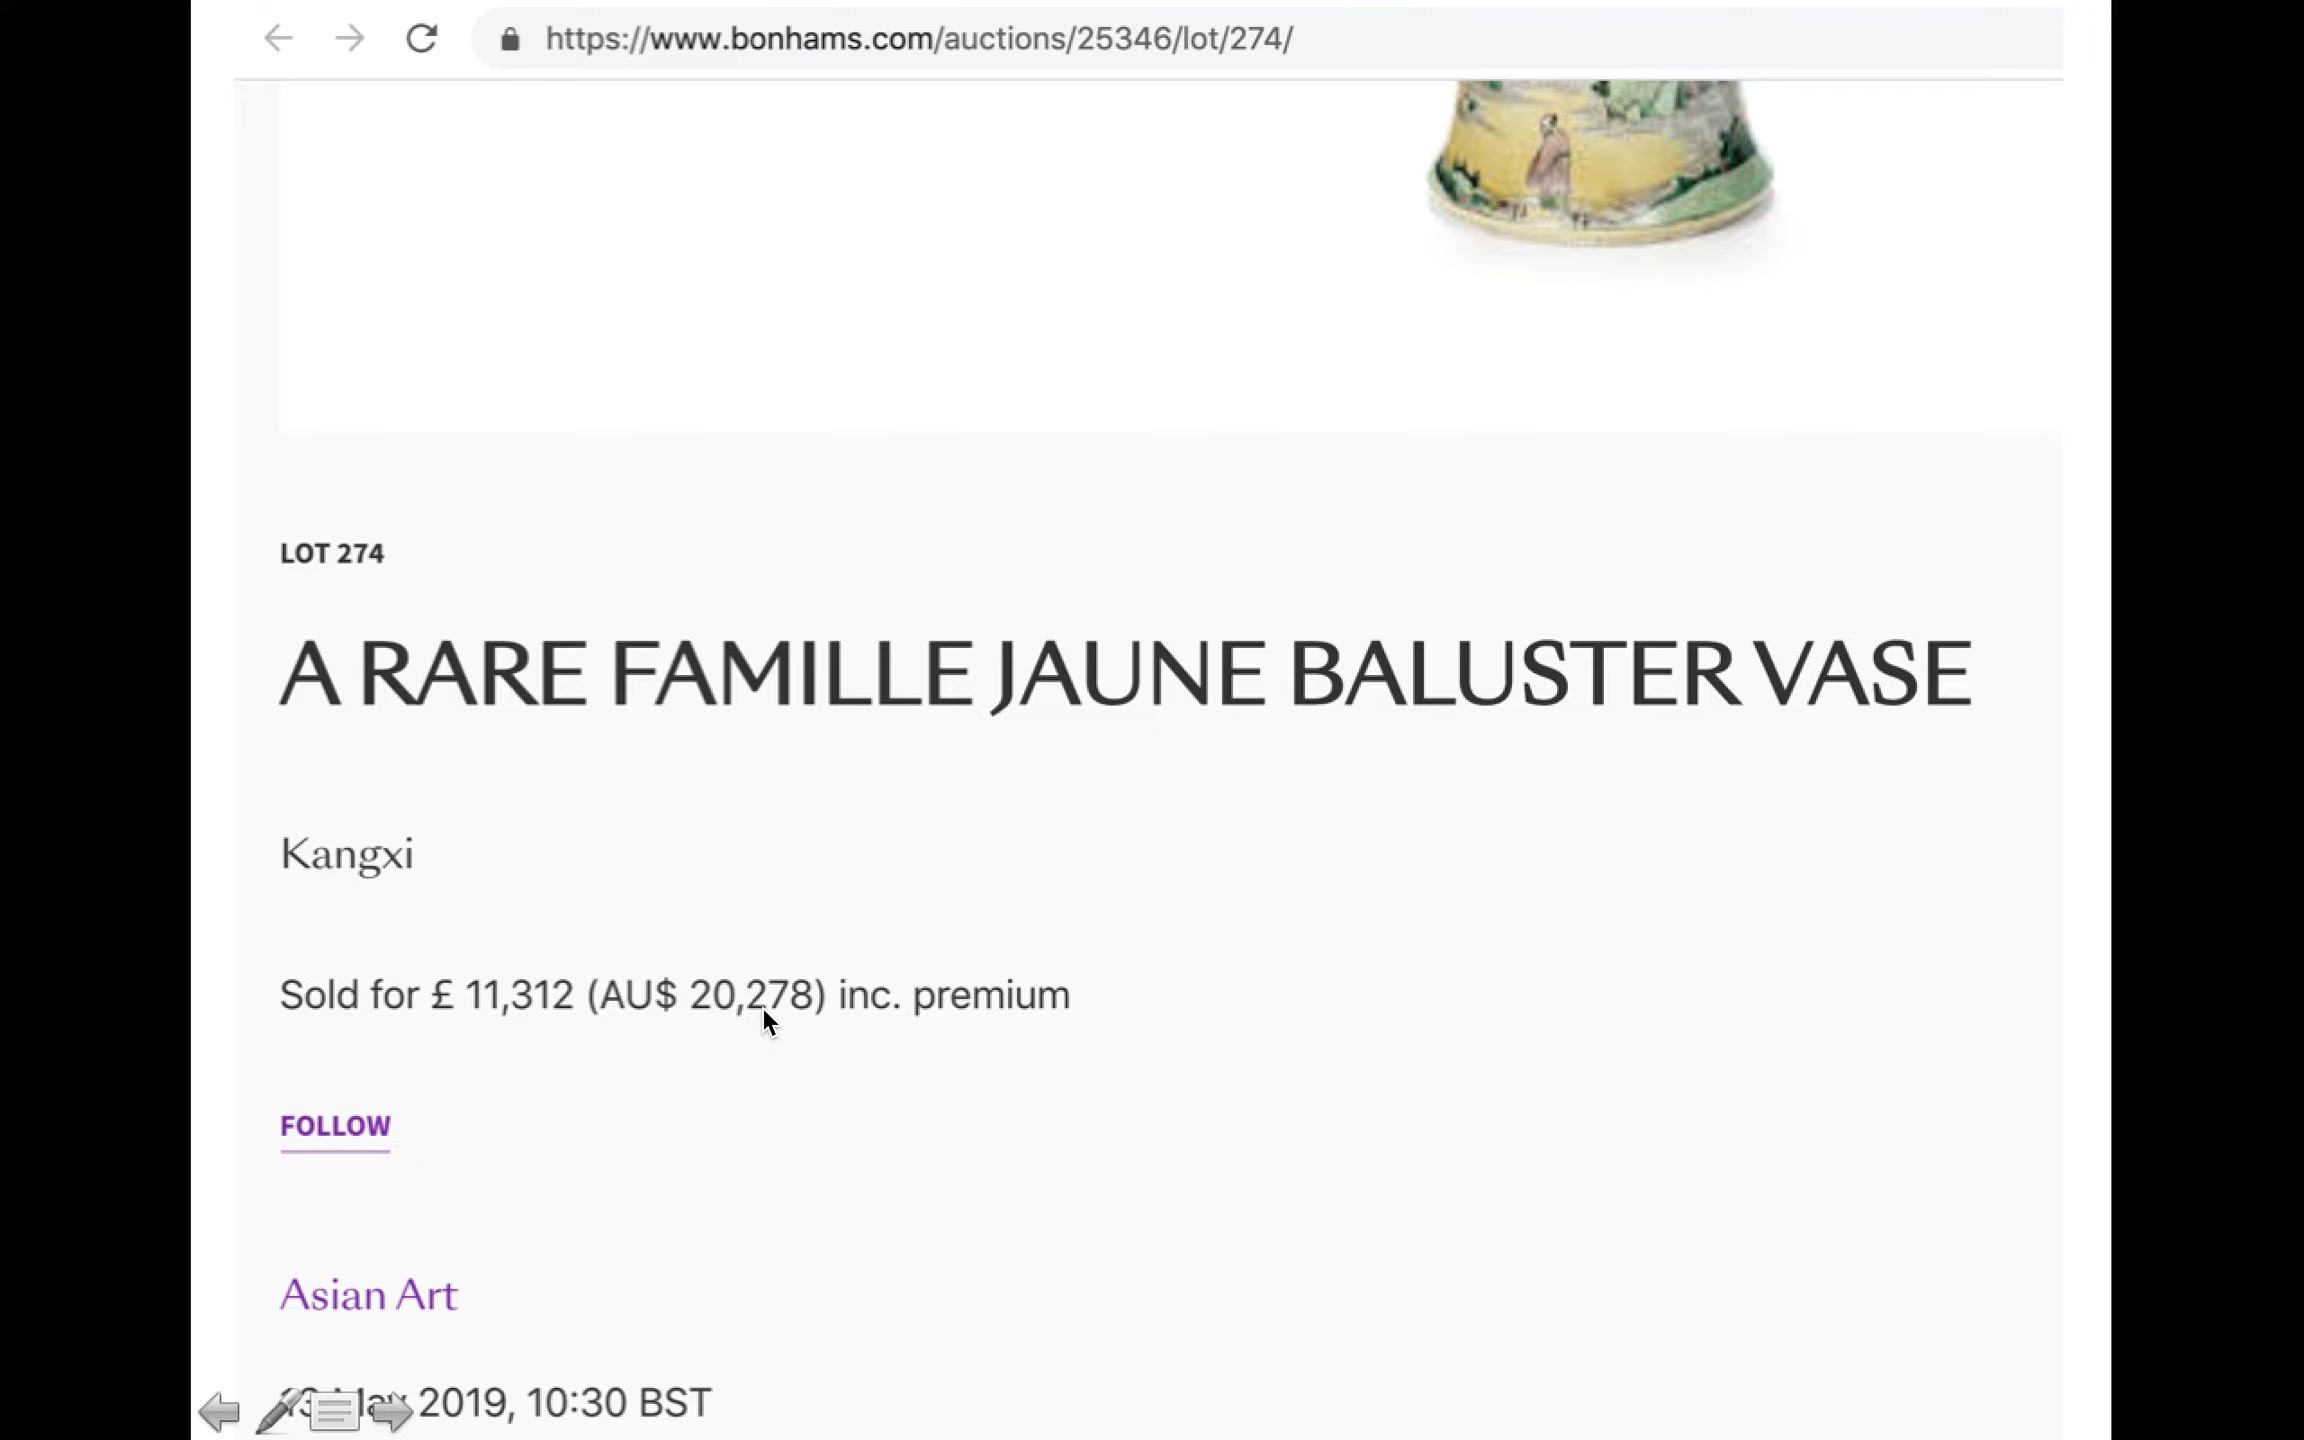 https://www.bonhams.com/auctions/25346/lot/274/
LOT 274
A RARE FAMILLE JAUNE BALUSTER VASE
Kangxi
Sold for £ 11,312 (AU$ 20,278) inc. premium
FOLLOW
Asian Art
2019, 10:30 BST